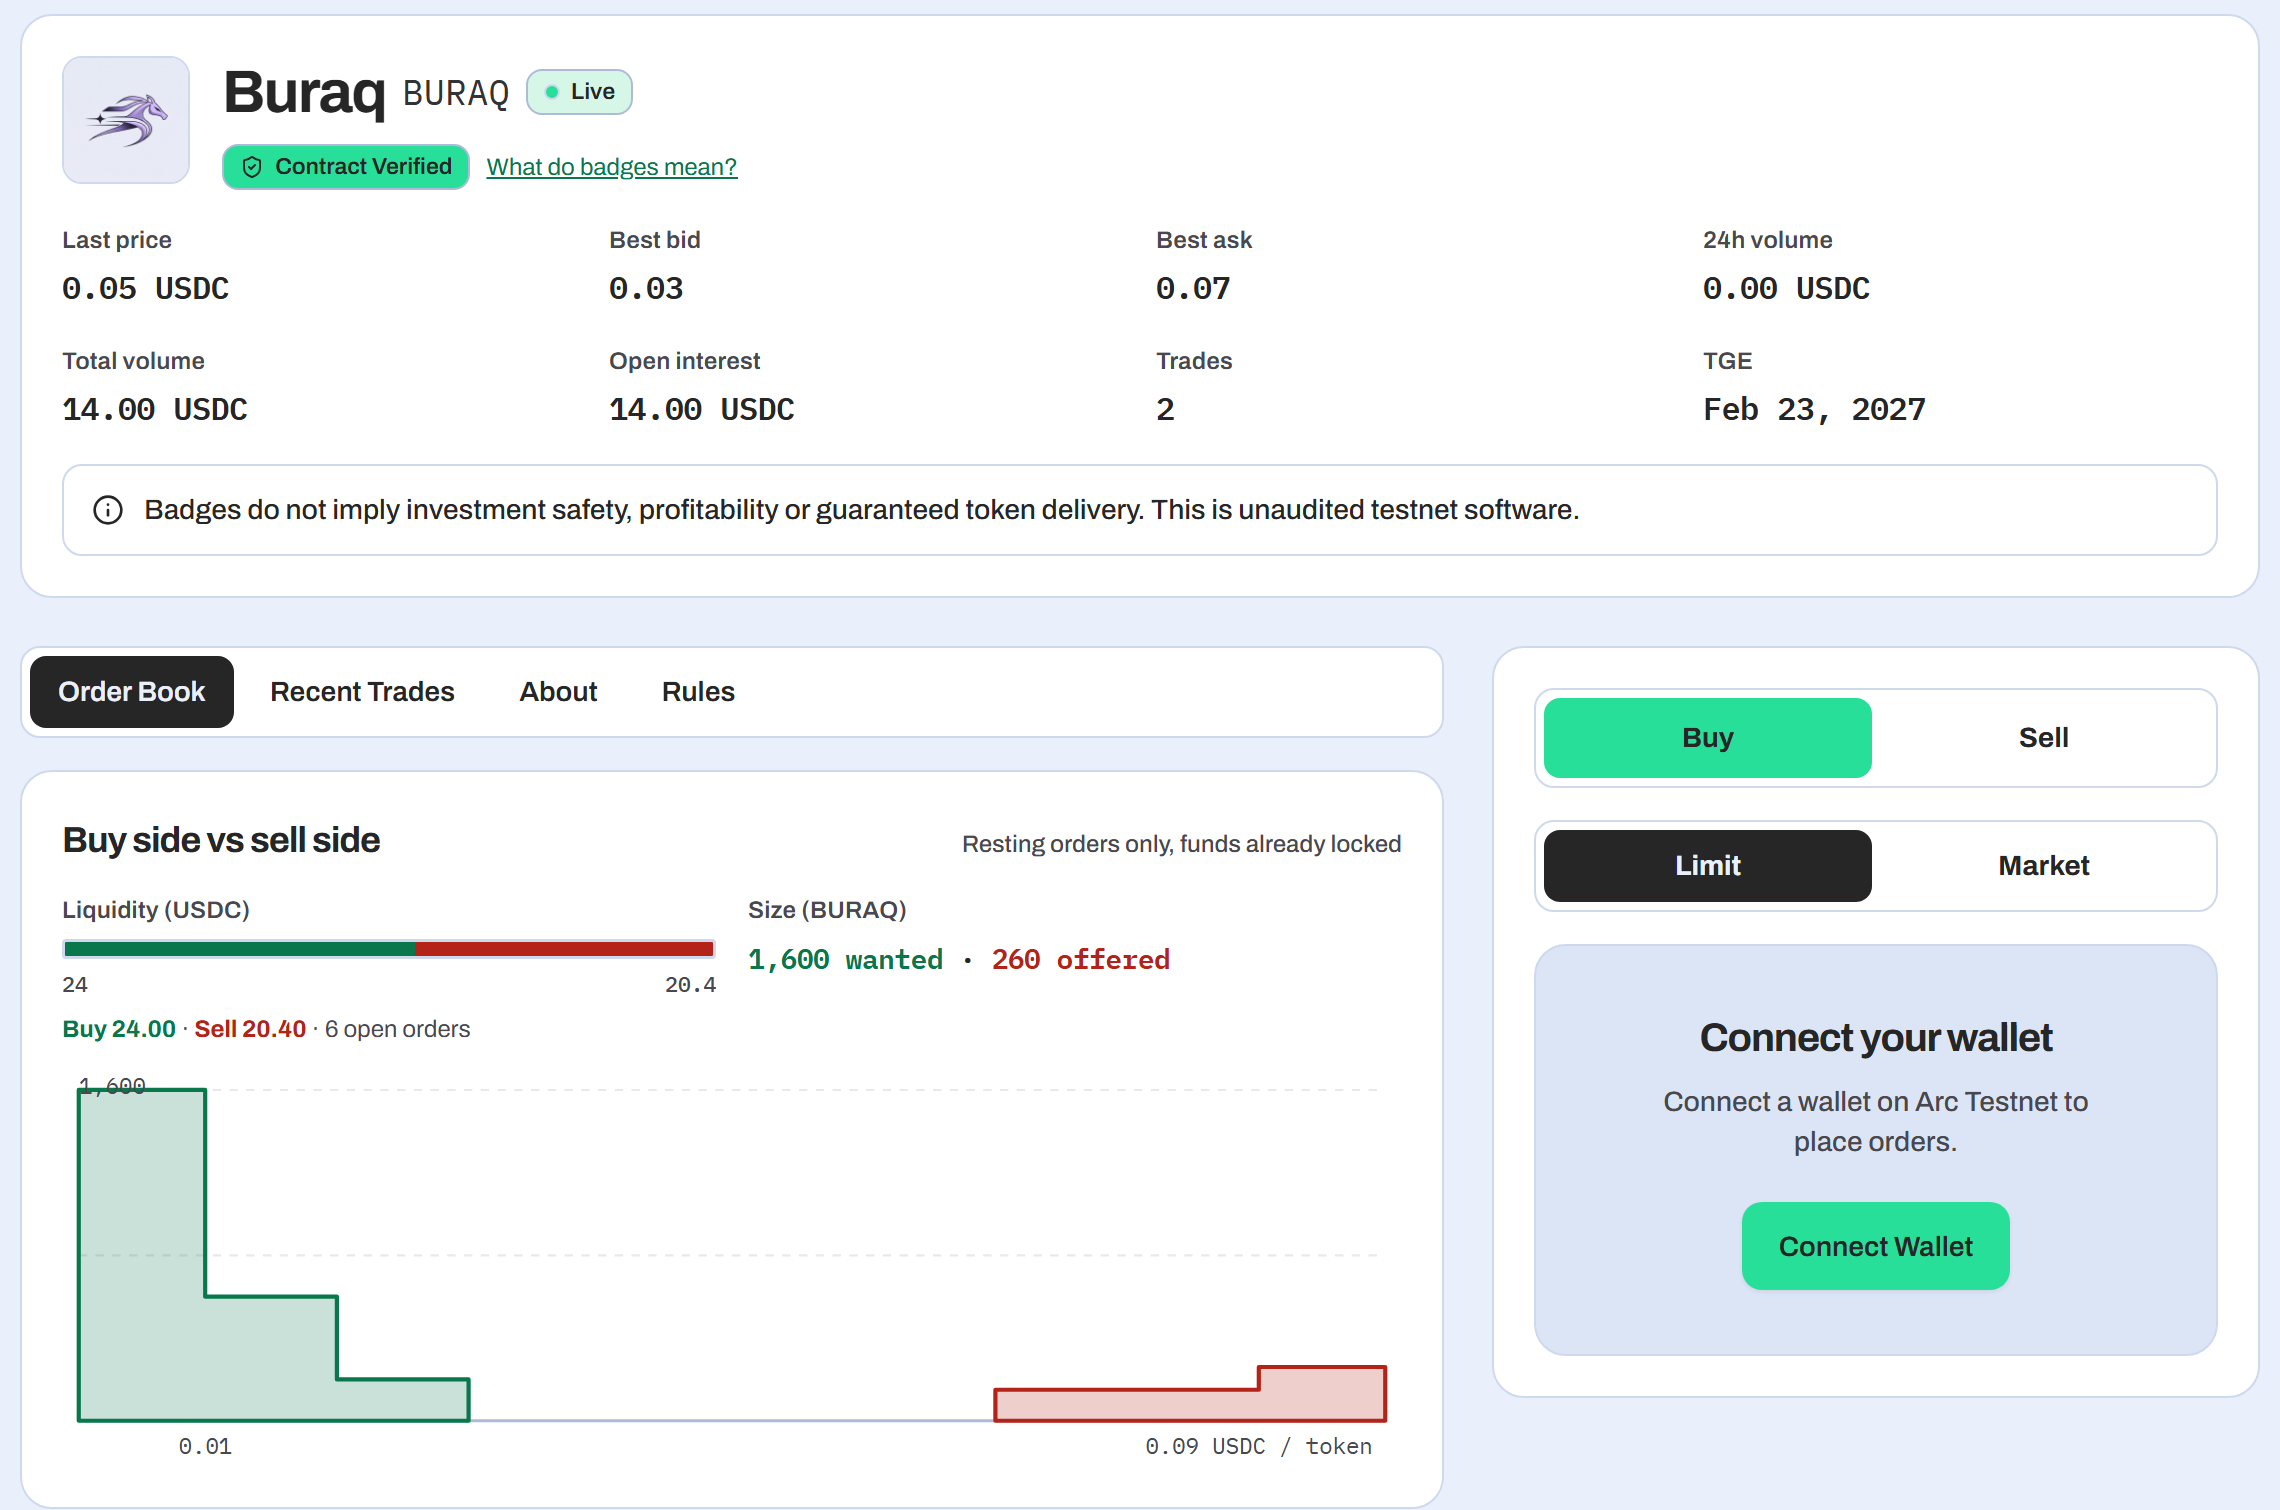 Buraq BURAQ Live
Contract Verified What do badges mean?
Last price Best bid Best ask 24h volume
0.05 USDC 0.03 0.07 0.00 USDC
Total volume Open interest Trades TGE
14.00 USDC 14.00 USDC 2 Feb 23, 2027
Badges do not imply investment safety, profitability or guaranteed token delivery. This is unaudited testnet software.
Order Book Recent Trades About Rules
Buy side vs sell side Resting orders only, funds already locked
Liquidity (USDC) Size (BURAQ)
1,600 wanted · 260 offered
24 20.4
Buy 24.00 · Sell 20.40 · 6 open orders
1,600
0.01 0.09 USDC / token
Buy Sell
Limit Market
Connect your wallet
Connect a wallet on Arc Testnet to
place orders.
Connect Wallet